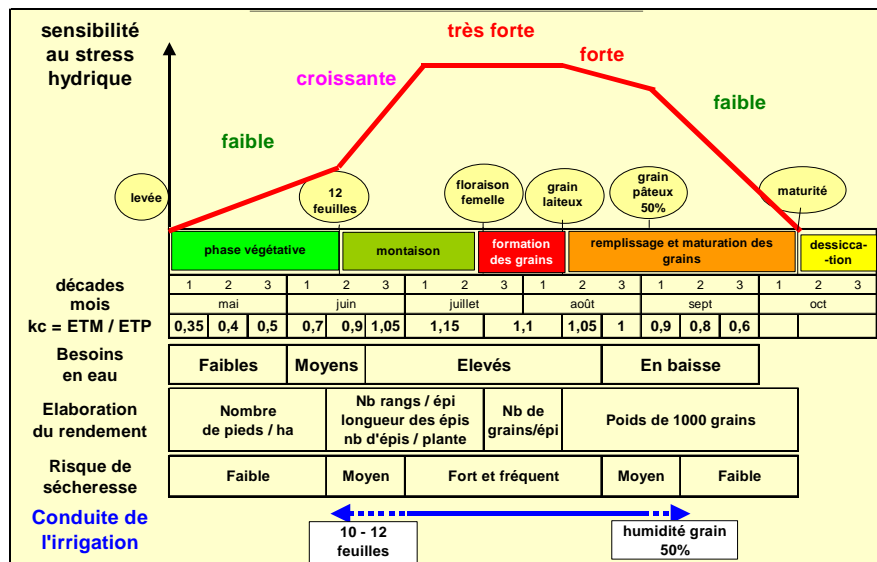 sensibilité
au stress
hydrique
très forte
forte
croissante
faible
faible
levée
12
feuilles
floraison
femelle
grain
laiteux
grain
pâteux
50%
maturité
phase végétative
montaison
formation
des grains
remplissage et maturation des
grains
dessicca-
-tion
décades
1 2 3 1 2 3 1 2 3 1 2 3 1 2 3 1 2 3
mois
mai juin juillet août sept oct
kc = ETM / ETP
0,35 0,4 0,5 0,7 0,9 1,05 1,15 1,1 1,05 1 0,9 0,8 0,6
Besoins
en eau
Faibles Moyens Elevés En baisse
Elaboration
du rendement
Nombre
de pieds / ha
Nb rangs / épi
longueur des épis
nb d'épis / plante
Nb de
grains/épi
Poids de 1000 grains
Risque de
sécheresse
Faible Moyen Fort et fréquent Moyen Faible
Conduite de
l'irrigation
10 - 12
feuilles
humidité grain
50%